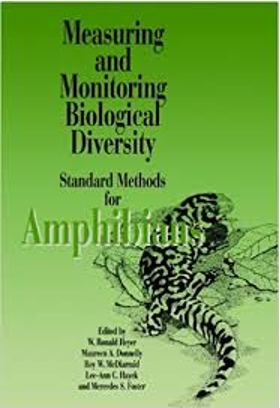 Measuring
and
Monitoring
Biological
Diversity
Standard Methods
for
Amphibians
Edited by
W. Ronald Heyer
Maureen A. Donnelly
Roy W. McDiarmid
Lee-Ann C. Hayek
and Mercedes S. Foster